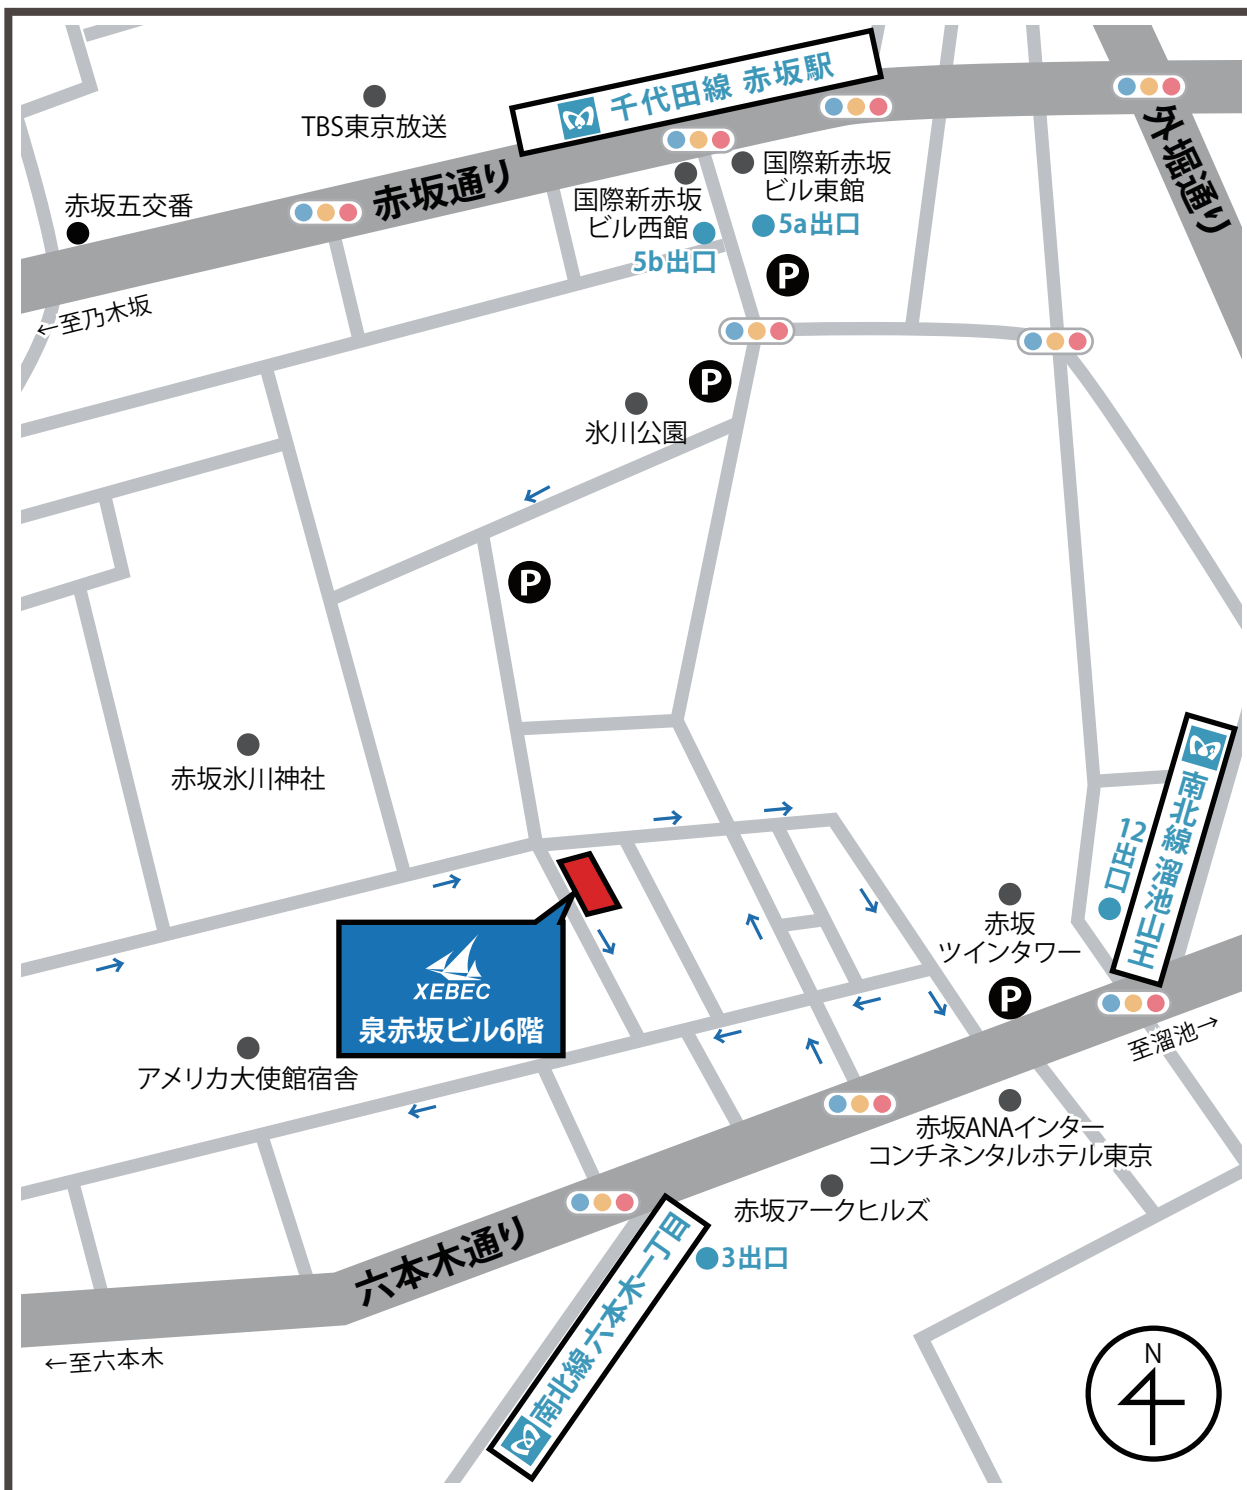 千代田線 赤坂駅
TBS東京放送
外堀通り
国際新赤坂
ビル東館
5a出口
赤坂通り
国際新赤坂
ビル西館
5b出口
赤坂五交番
P
←至乃木坂
P
氷川公園
P
赤坂氷川神社
南北線 溜池山王
12
出口
赤坂
ツインタワー
XEBEC
泉赤坂ビル6階
P
至溜池→
アメリカ大使館宿舎
赤坂ANAインター
コンチネンタルホテル東京
赤坂アークヒルズ
六本木通り
南北線 六本木一丁目
3出口
←至六本木
N